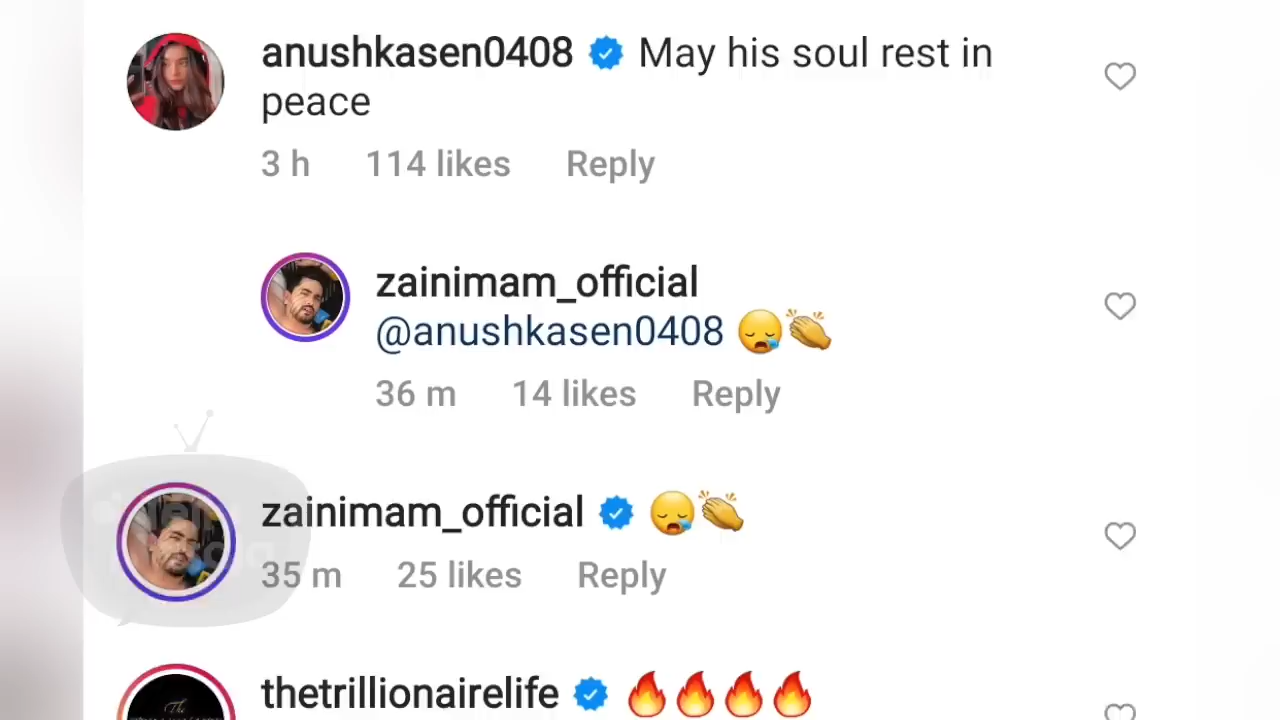 anushkasen0408 May his soul rest in
peace
3 h 114 likes Reply
zainimam_official
@anushkasen0408 😪👏
36 m 14 likes Reply
zainimam_official 😪👏
35 m 25 likes Reply
thetrillionairelife 🔥🔥🔥🔥
The